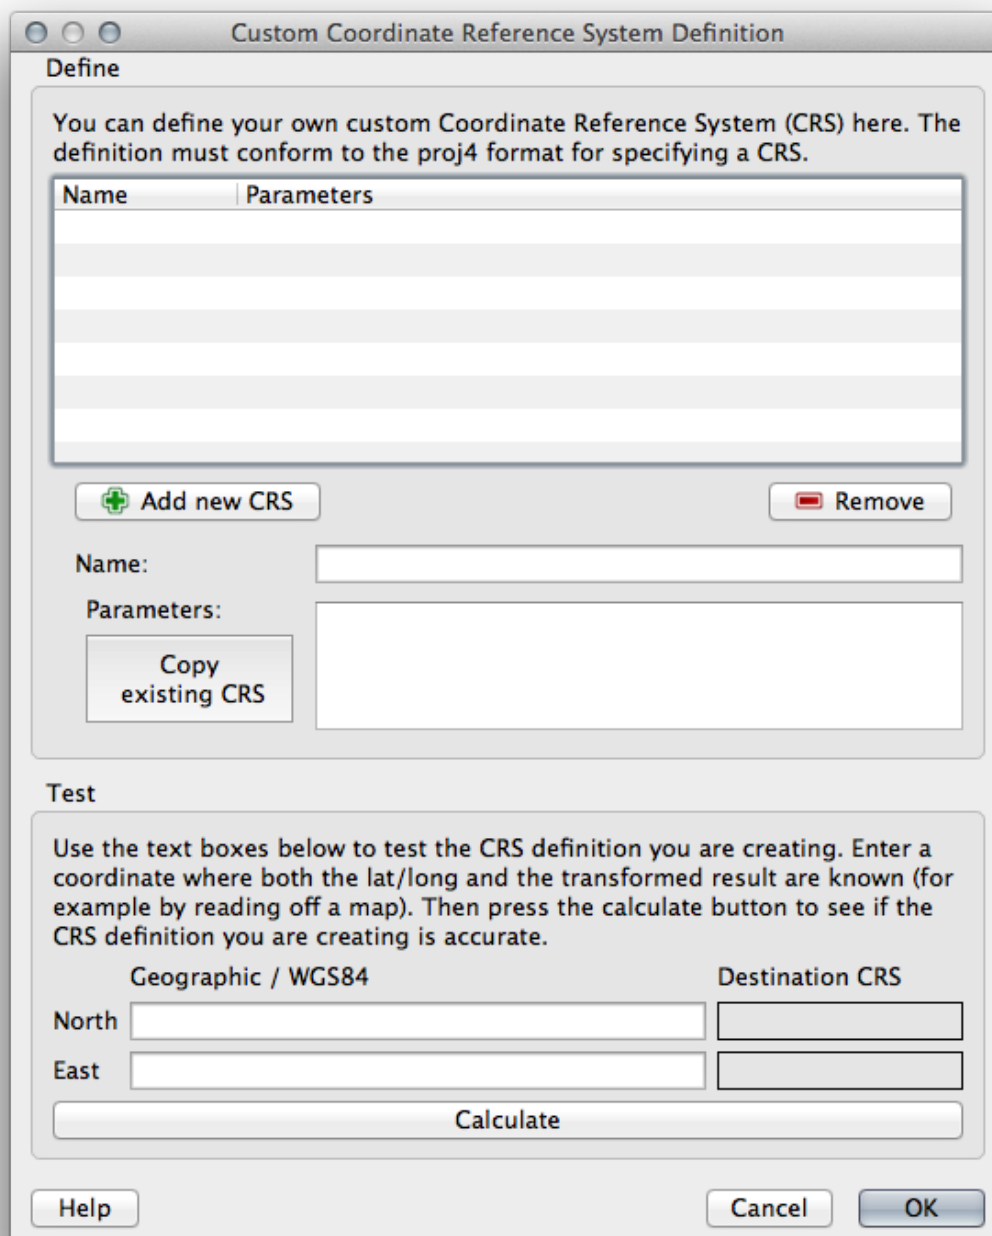 Custom Coordinate Reference System Definition
Define
You can define your own custom Coordinate Reference System (CRS) here. The
definition must conform to the proj4 format for specifying a CRS.
Name Parameters
Add new CRS Remove
Name:
Parameters:
Copy
existing CRS
Test
Use the text boxes below to test the CRS definition you are creating. Enter a
coordinate where both the lat/long and the transformed result are known (for
example by reading off a map). Then press the calculate button to see if the
CRS definition you are creating is accurate.
Geographic / WGS84 Destination CRS
North
East
Calculate
Help Cancel OK